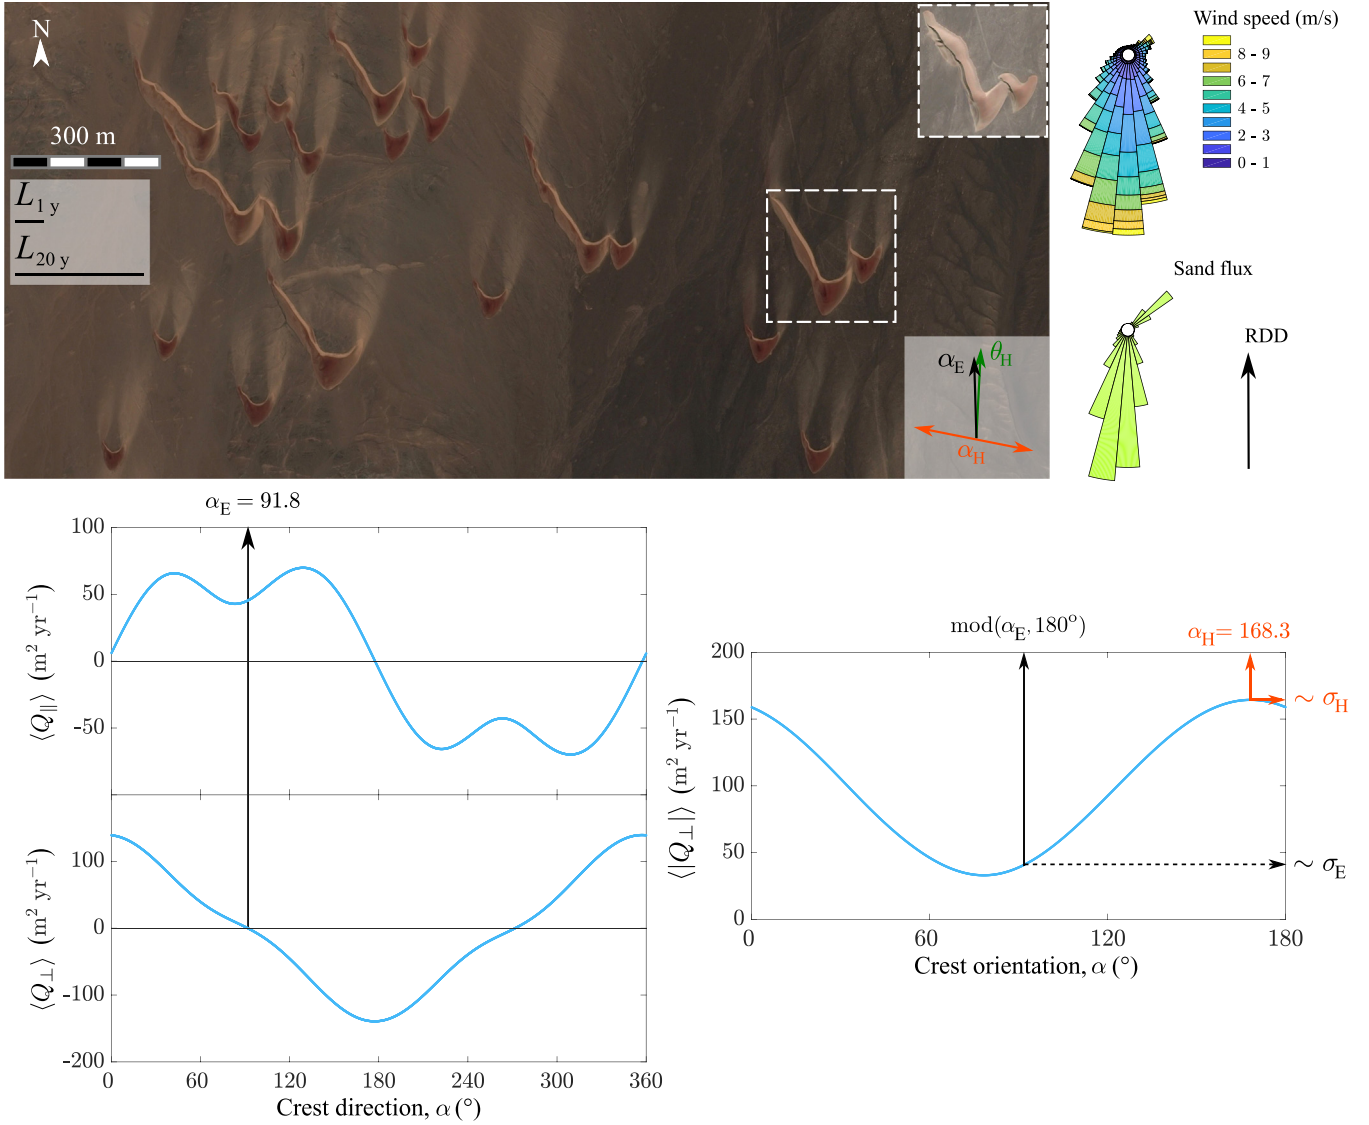 N
300 m
L1 y
L20 y
αE
θH
αH
Wind speed (m/s)
8 - 9
6 - 7
4 - 5
2 - 3
0 - 1
Sand flux
RDD
αE = 91.8
100
50
0
-50
⟨Q∥⟩ (m² yr⁻¹)
100
0
-100
-200
⟨Q⊥⟩ (m² yr⁻¹)
0 60 120 180 240 300 360
Crest direction, α (°)
mod(αE, 180°)
αH = 168.3
200
150
100
50
0
⟨|Q⊥|⟩ (m² yr⁻¹)
~ σH
~ σE
0 60 120 180
Crest orientation, α (°)